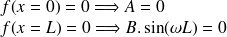 f(x = 0) = 0 ⟹ A = 0
f(x = L) = 0 ⟹ B.sin(ωL) = 0